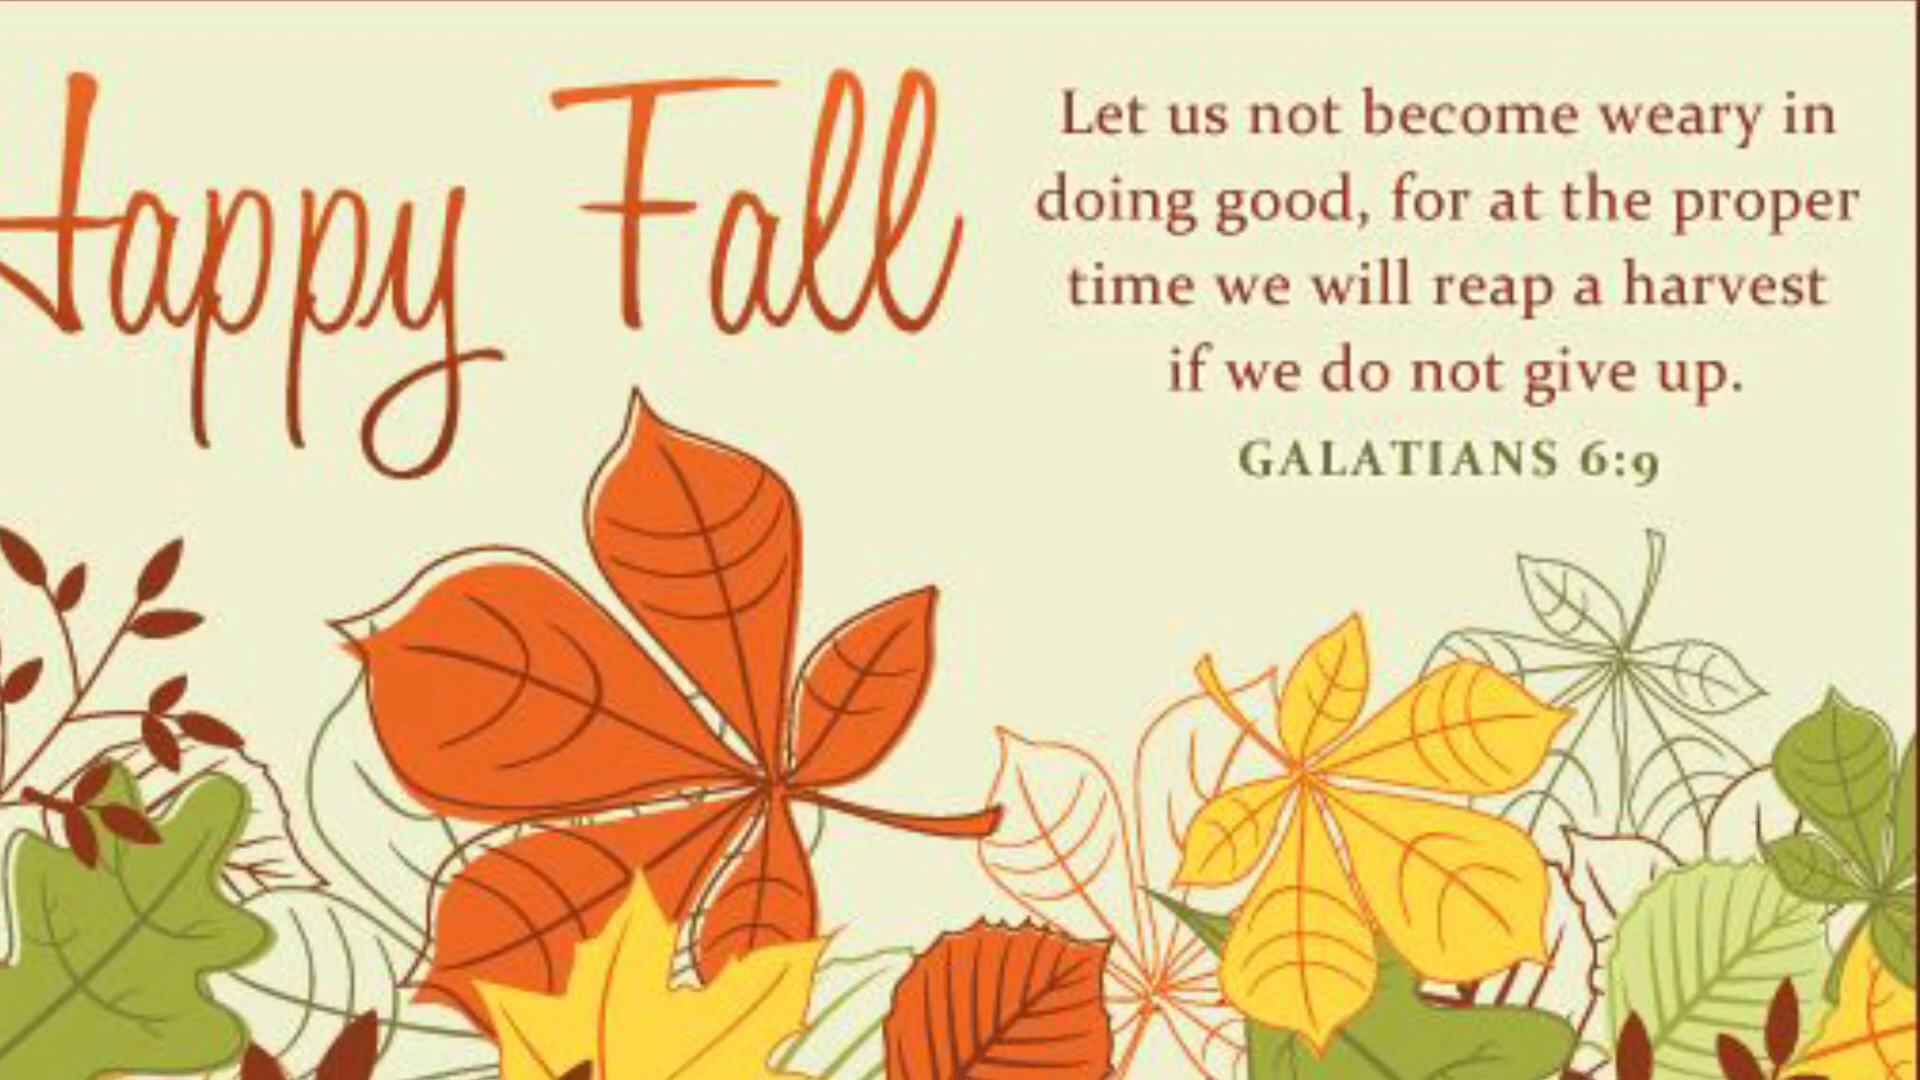 Happy Fall
Let us not become weary in
doing good, for at the proper
time we will reap a harvest
if we do not give up.
GALATIANS 6:9